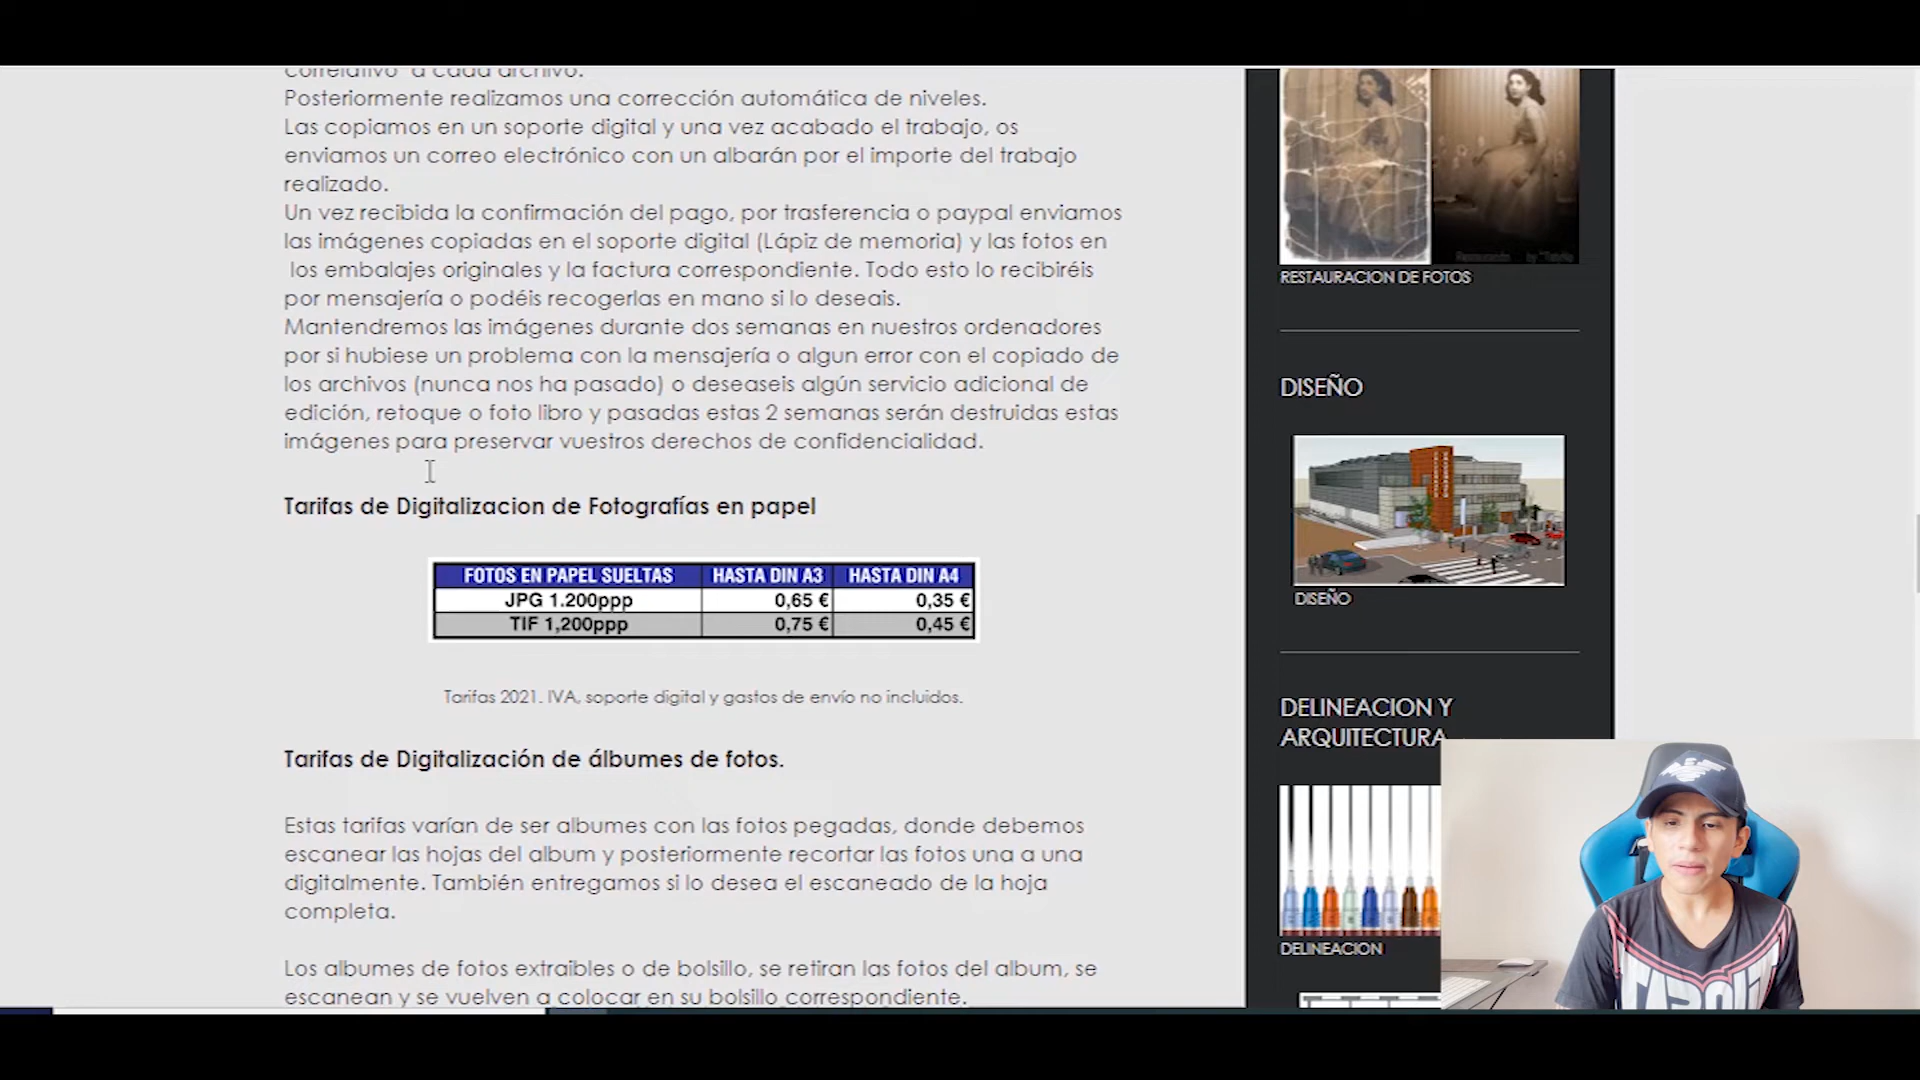 correlativo a cada archivo.
Posteriormente realizamos una corrección automática de niveles.
Las copiamos en un soporte digital y una vez acabado el trabajo, os
enviamos un correo electrónico con un albarán por el importe del trabajo
realizado.
Un vez recibida la confirmación del pago, por trasferencia o paypal enviamos
las imágenes copiadas en el soporte digital (Lápiz de memoria) y las fotos en
los embalajes originales y la factura correspondiente. Todo esto lo recibiréis
por mensajería o podéis recogerlas en mano si lo deseais.
Mantendremos las imágenes durante dos semanas en nuestros ordenadores
por si hubiese un problema con la mensajería o algun error con el copiado de
los archivos (nunca nos ha pasado) o deseaseis algún servicio adicional de
edición, retoque o foto libro y pasadas estas 2 semanas serán destruidas estas
imágenes para preservar vuestros derechos de confidencialidad.
Tarifas de Digitalizacion de Fotografías en papel
FOTOS EN PAPEL SUELTAS HASTA DIN A3 HASTA DIN A4
JPG 1.200ppp 0,65 € 0,35 €
TIF 1,200ppp 0,75 € 0,45 €
Tarifas 2021. IVA, soporte digital y gastos de envío no incluidos.
Tarifas de Digitalización de álbumes de fotos.
Estas tarifas varían de ser albumes con las fotos pegadas, donde debemos
escanear las hojas del album y posteriormente recortar las fotos una a una
digitalmente. También entregamos si lo desea el escaneado de la hoja
completa.
Los albumes de fotos extraibles o de bolsillo, se retiran las fotos del album, se
escanean y se vuelven a colocar en su bolsillo correspondiente.
RESTAURACION DE FOTOS
DISEÑO
DISEÑO
DELINEACION Y
ARQUITECTURA
DELINEACION